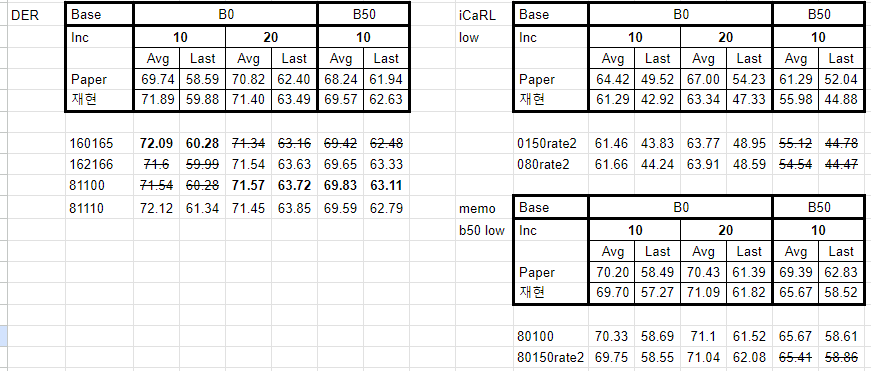 DER Base B0 B50
Inc 10 20 10
Avg Last Avg Last Avg Last
Paper 69.74 58.59 70.82 62.40 68.24 61.94
재현 71.89 59.88 71.40 63.49 69.57 62.63
160165 72.09 60.28 71.34 63.16 69.42 62.48
162166 71.6 59.99 71.54 63.63 69.65 63.33
81100 71.54 60.28 71.57 63.72 69.83 63.11
81110 72.12 61.34 71.45 63.85 69.59 62.79
iCaRL Base B0 B50
low Inc 10 20 10
Avg Last Avg Last Avg Last
Paper 64.42 49.52 67.00 54.23 61.29 52.04
재현 61.29 42.92 63.34 47.33 55.98 44.88
0150rate2 61.46 43.83 63.77 48.95 55.12 44.78
080rate2 61.66 44.24 63.91 48.59 54.54 44.47
memo Base B0 B50
b50 low Inc 10 20 10
Avg Last Avg Last Avg Last
Paper 70.20 58.49 70.43 61.39 69.39 62.83
재현 69.70 57.27 71.09 61.82 65.67 58.52
80100 70.33 58.69 71.1 61.52 65.67 58.61
80150rate2 69.75 58.55 71.04 62.08 65.41 58.86